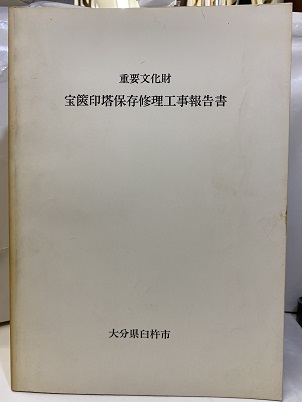 重要文化財
宝篋印塔保存修理工事報告書
大分県臼杵市